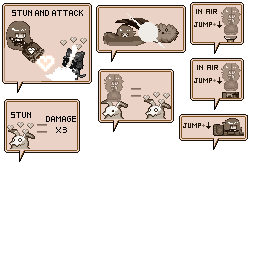 STUN AND ATTACK
IN AIR
JUMP+↓
IN AIR
JUMP+↓
STUN
=
DAMAGE
X3
=
JUMP+↓